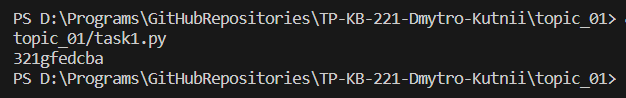 PS D:\Programs\GitHubRepositories\TP-KB-221-Dmytro-Kutnii\topic_01>
topic_01/task1.py
321gfedcba
PS D:\Programs\GitHubRepositories\TP-KB-221-Dmytro-Kutnii\topic_01>